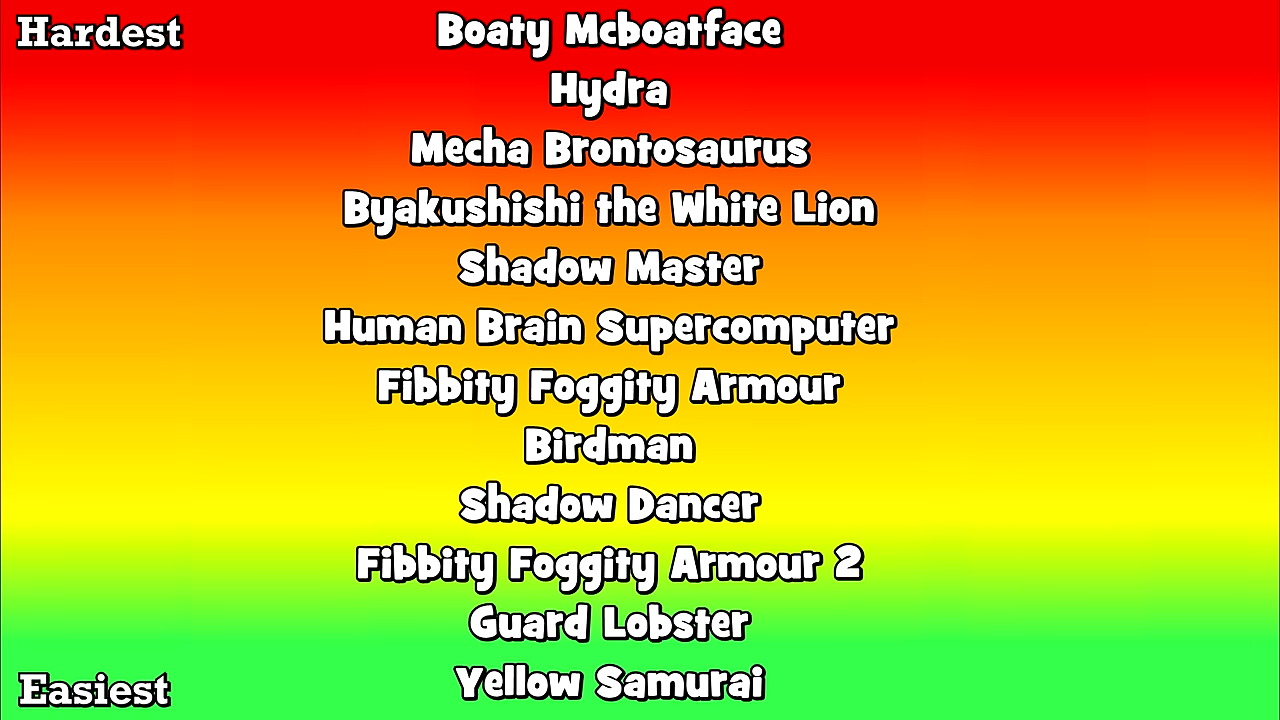 Hardest
Boaty Mcboatface
Hydra
Mecha Brontosaurus
Byakushishi the White Lion
Shadow Master
Human Brain Supercomputer
Fibbity Foggity Armour
Birdman
Shadow Dancer
Fibbity Foggity Armour 2
Guard Lobster
Yellow Samurai
Easiest